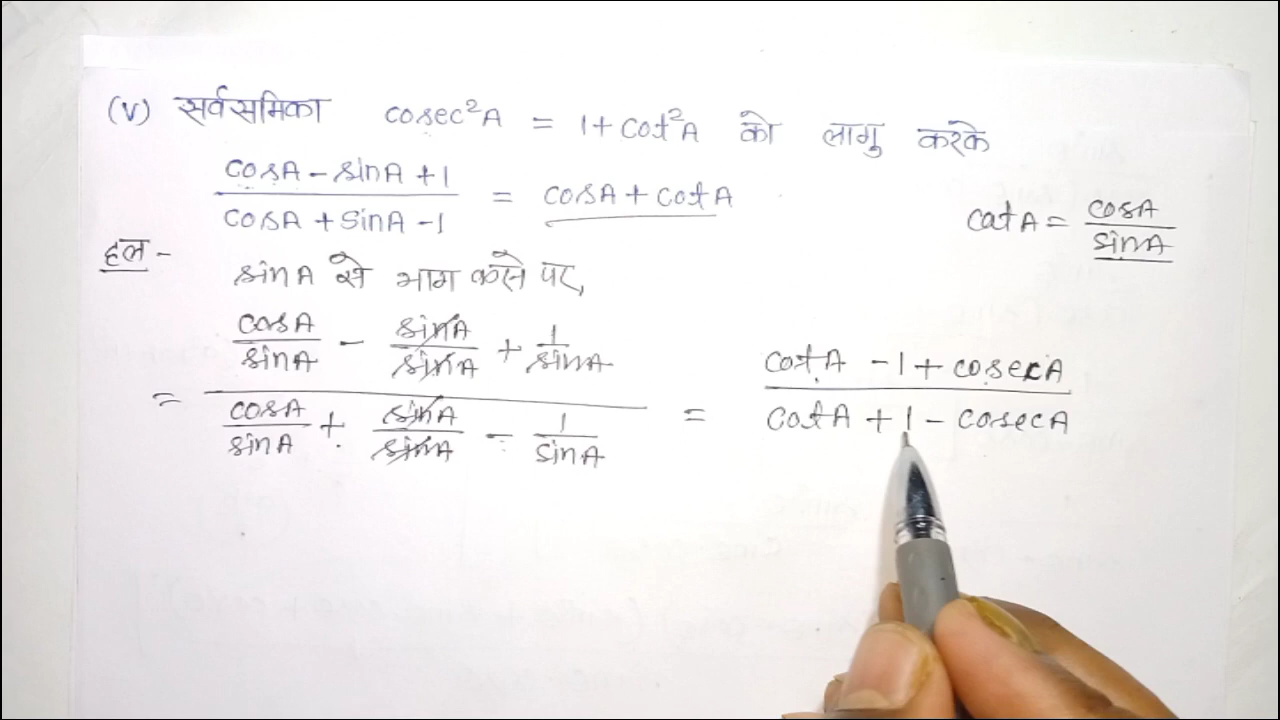 (V) सर्वसमिका cosec²A = 1 + cot²A को लागु करके
cosA - sinA + 1 / cosA + sinA - 1 = cosA + cotA
catA = cosA / sinA
हल -
sinA से भाग करने पर,
= cosA/sinA - sinA/sinA + 1/sinA / cosA/sinA + sinA/sinA - 1/sinA = cotA - 1 + cosecA / cotA + 1 - cosecA